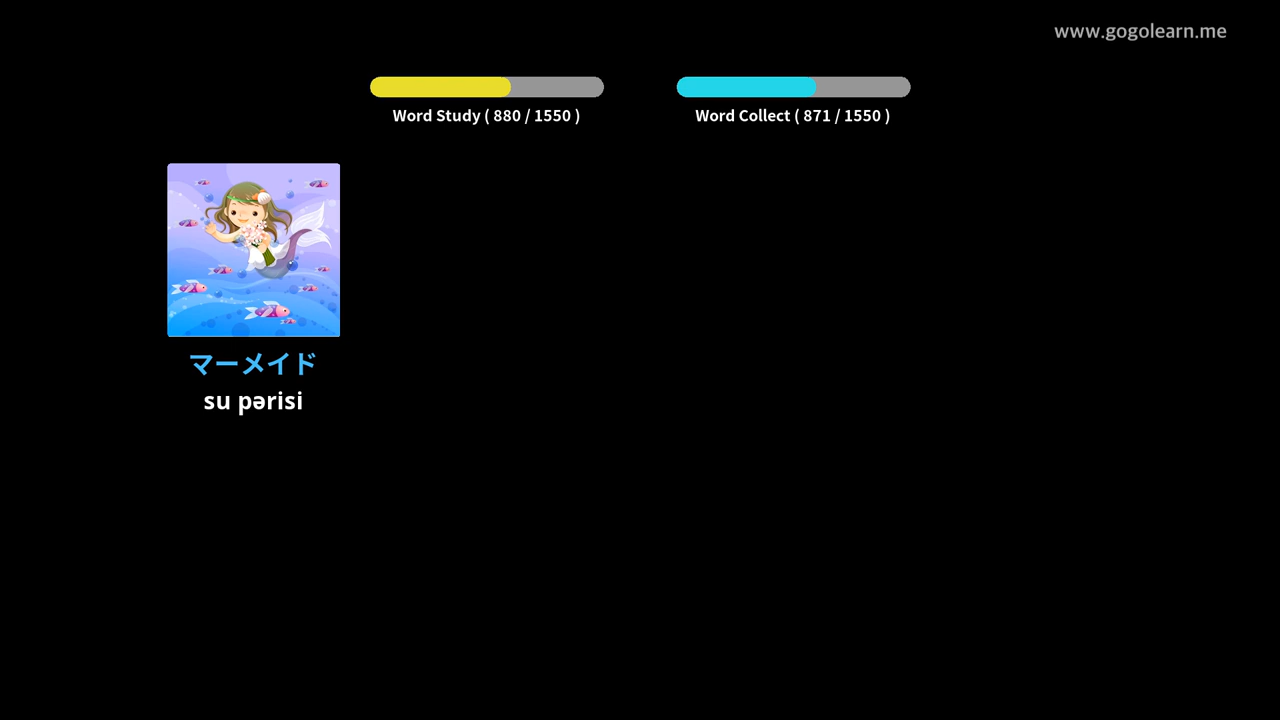 www.gogolearn.me
Word Study ( 880 / 1550 )
Word Collect ( 871 / 1550 )
マーメイド
su pərisi